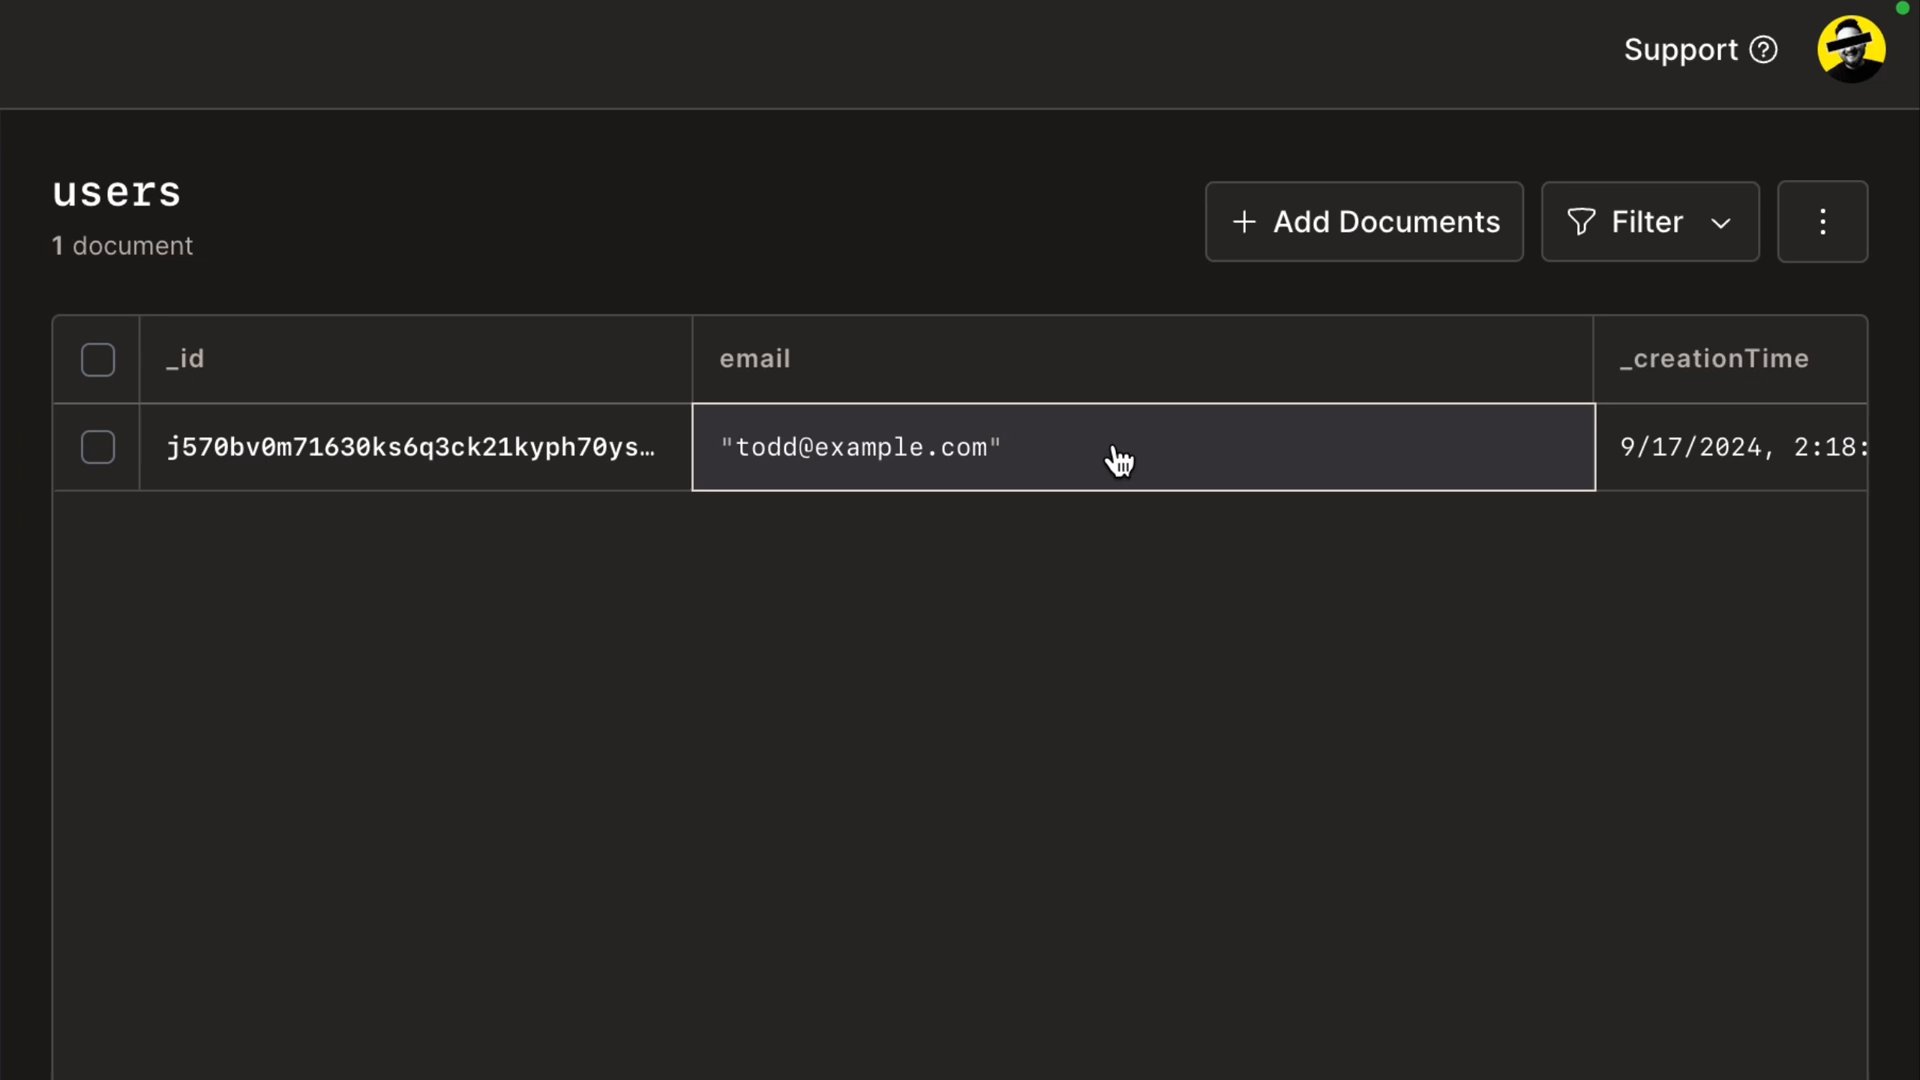 Support
users
1 document
+ Add Documents
Filter
_id
email
_creationTime
j570bv0m71630ks6q3ck21kyph70ys…
"todd@example.com"
9/17/2024, 2:18: